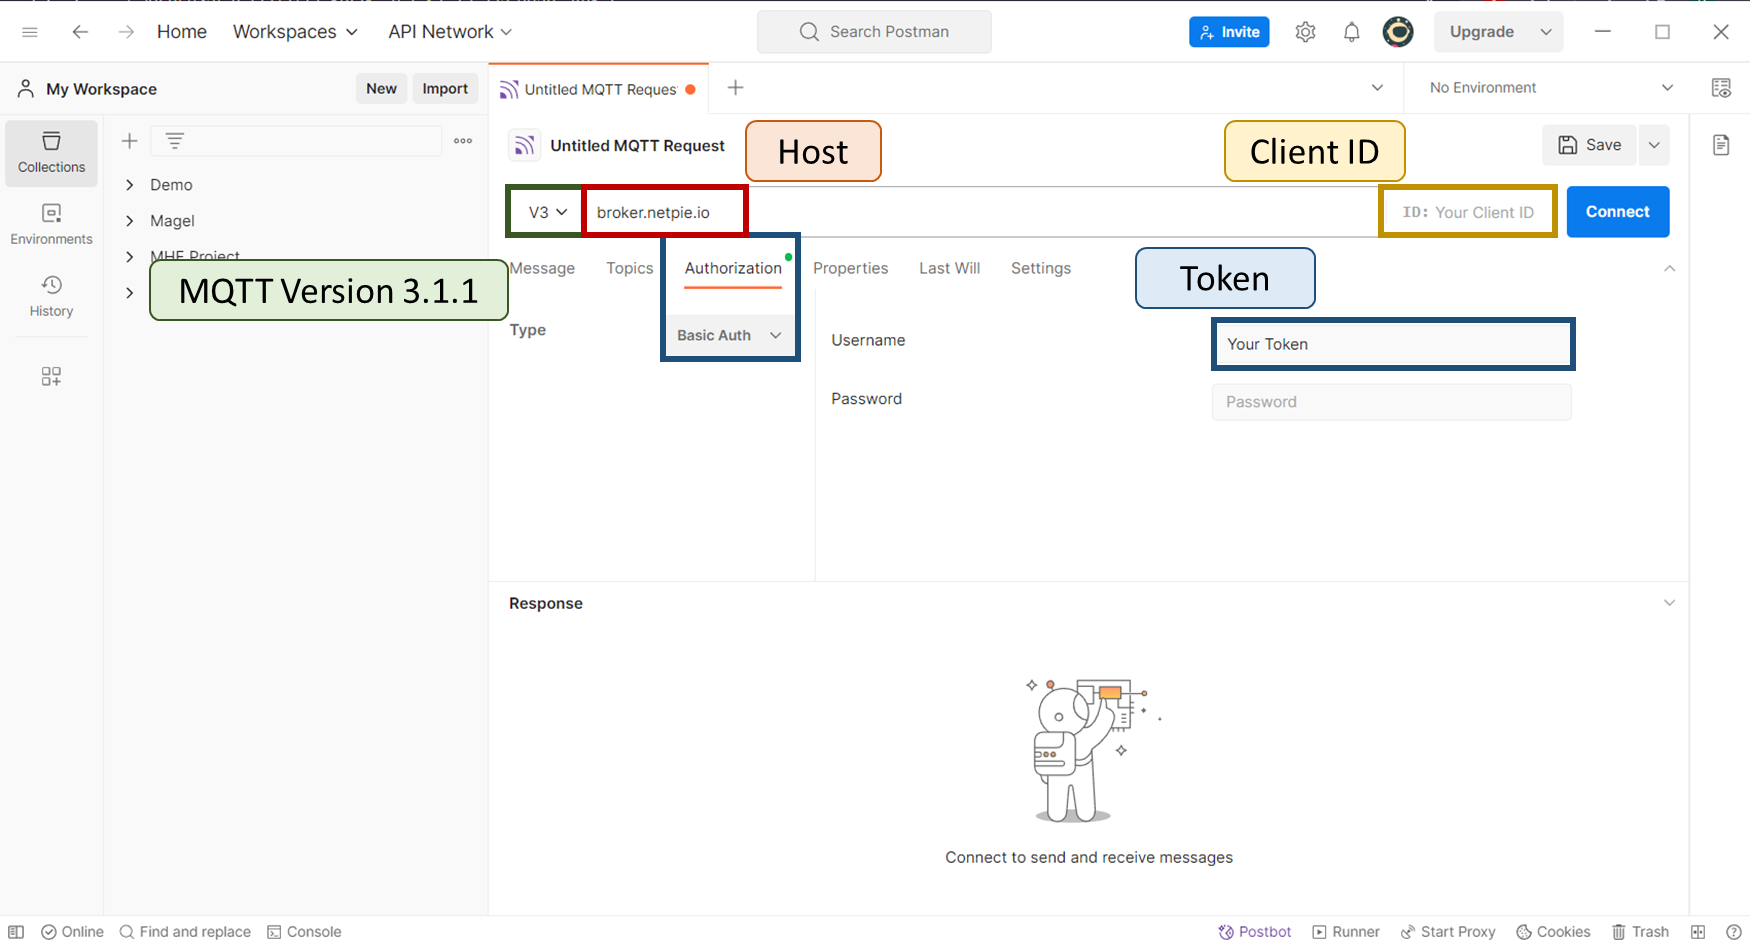 Home Workspaces API Network Search Postman Invite Upgrade
My Workspace New Import Untitled MQTT Reques No Environment
Collections
Untitled MQTT Request Host Client ID Save
Demo
V3 broker.netpie.io ID: Your Client ID Connect
Magel
Environments
MHE Project
Message Topics Authorization Properties Last Will Settings Token
MQTT Version 3.1.1
History
Type Basic Auth Username Your Token
Password Password
Response
Connect to send and receive messages
Online Find and replace Console Postbot Runner Start Proxy Cookies Trash